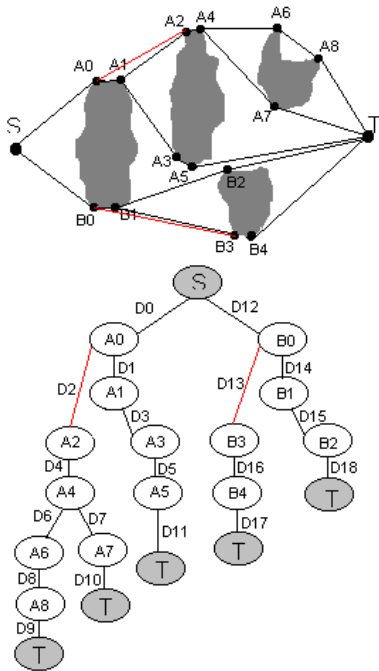 A2 A4 A6
A0 A1 A8
S A7 T
A3
A5
B2
B0 B1
B3 B4
S
D0 D12
A0 B0
D2 D1 D13 D14
A1 B1
D3 D15
A2 A3 B3 B2
D4 D5 D16 D18
A4 A5 B4 T
D6 D7 D11 D17
A6 A7 T T
D8 D10
A8 T
D9
T